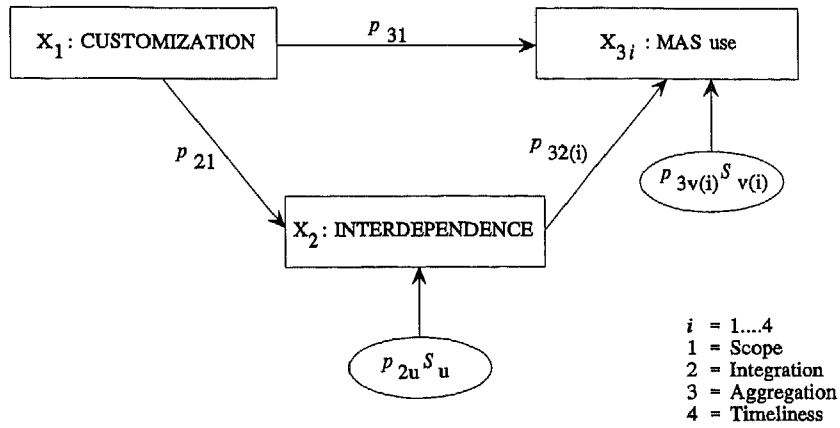 X1 : CUSTOMIZATION
p 31
X3i : MAS use
p 21
p 32(i)
p 3v(i) S v(i)
X2 : INTERDEPENDENCE
p 2u S u
i = 1....4
1 = Scope
2 = Integration
3 = Aggregation
4 = Timeliness